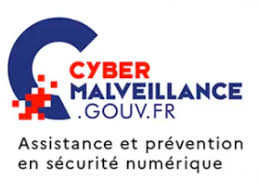 CYBER
MALVEILLANCE
.GOUV.FR
Assistance et prévention
en sécurité numérique